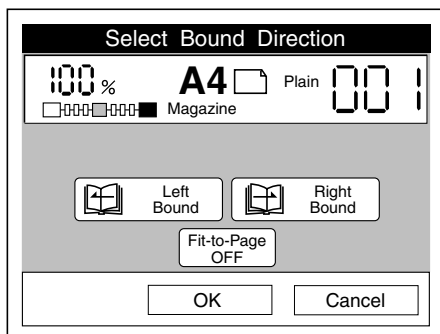 Select Bound Direction
100 % A4 Plain 001
Magazine
Left Bound Right Bound
Fit-to-Page
OFF
OK Cancel